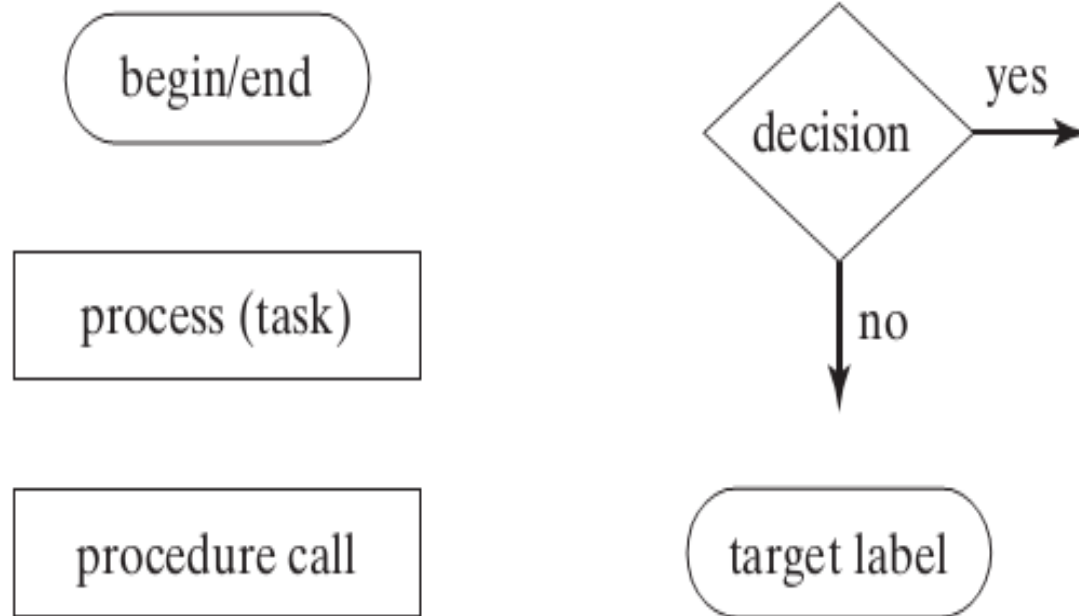 begin/end
decision
yes
process (task)
no
procedure call
target label